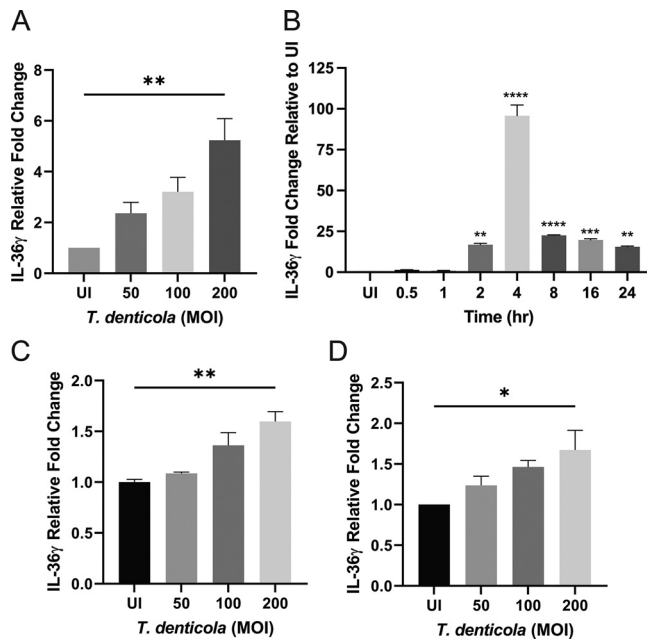 A
IL-36γ Relative Fold Change
8
6
4
2
0
**
UI 50 100 200
T. denticola (MOI)
B
IL-36γ Fold Change Relative to UI
125
100
75
50
25
0
** **** **** *** **
UI 0.5 1 2 4 8 16 24
Time (hr)
C
IL-36γ Relative Fold Change
2.0
1.5
1.0
0.5
0.0
**
UI 50 100 200
T. denticola (MOI)
D
IL-36γ Relative Fold Change
2.5
2.0
1.5
1.0
0.5
0.0
*
UI 50 100 200
T. denticola (MOI)